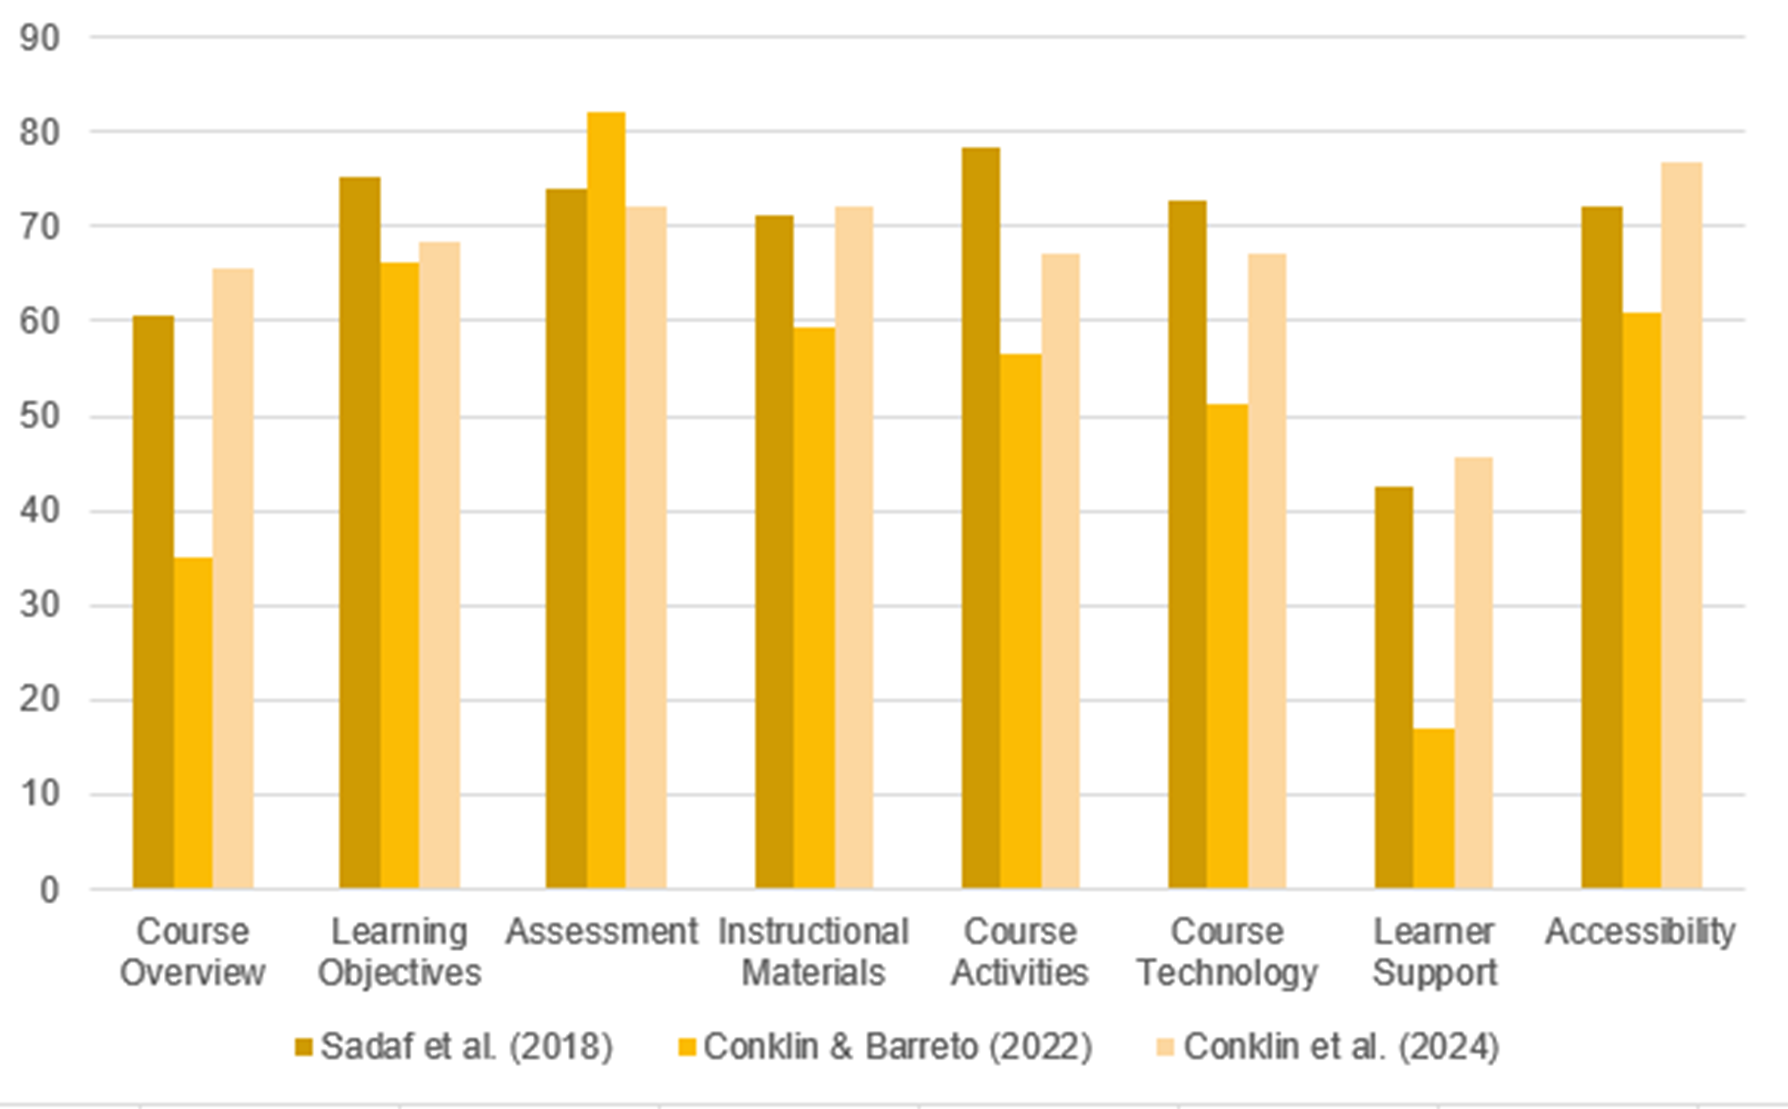 90
80
70
60
50
40
30
20
10
0
Course Overview
Learning Objectives
Assessment
Instructional Materials
Course Activities
Course Technology
Learner Support
Accessibility
Sadaf et al. (2018)
Conklin & Barreto (2022)
Conklin et al. (2024)